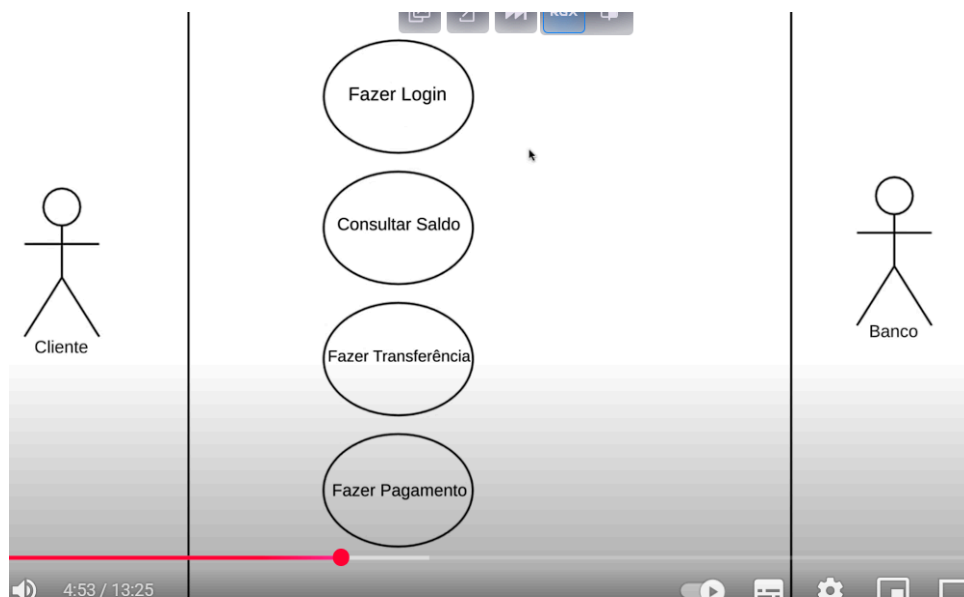 Fazer Login
Consultar Saldo
Cliente
Banco
Fazer Transferência
Fazer Pagamento
4:53 / 13:25